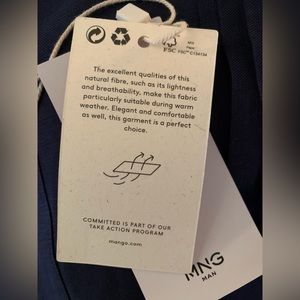 FSC
The excellent qualities of this
natural fibre, such as its lightness
and breathability, make this fabric
particularly suitable during warm
weather. Elegant and comfortable
as well, this garment is a perfect
choice.
COMMITTED IS PART OF OUR
TAKE ACTION PROGRAM
mango.com
MNG
MAN